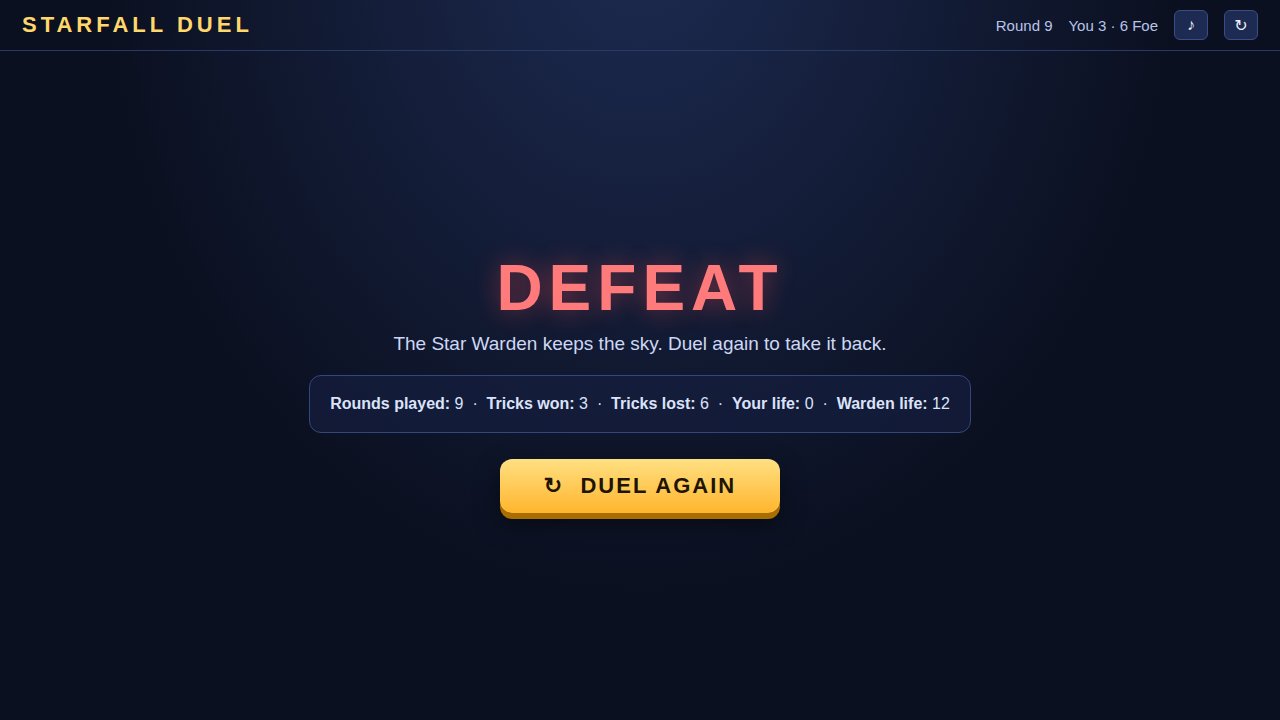 STARFALL DUEL
Round 9 You 3 · 6 Foe ♪ ↻
DEFEAT
The Star Warden keeps the sky. Duel again to take it back.
Rounds played: 9 · Tricks won: 3 · Tricks lost: 6 · Your life: 0 · Warden life: 12
↻ DUEL AGAIN